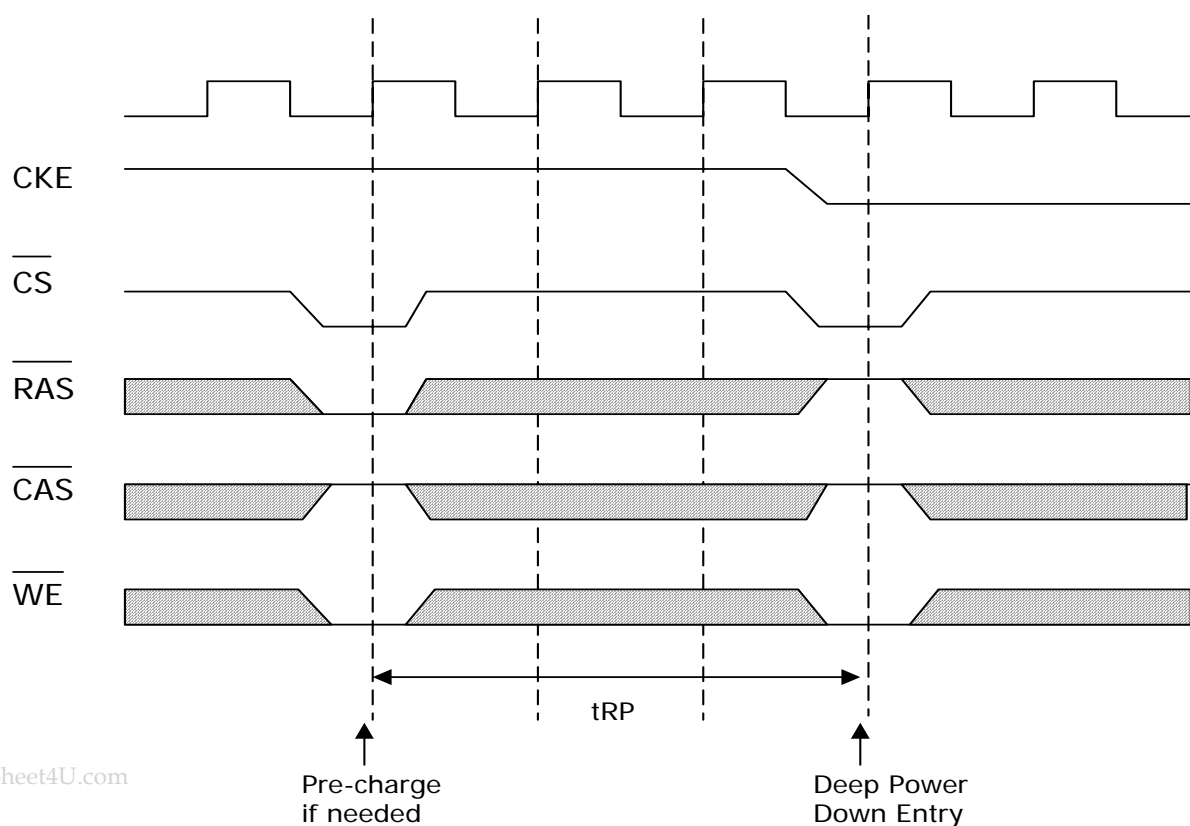 CKE
CS
RAS
CAS
WE
tRP
heet4U.com
Pre-charge
if needed
Deep Power
Down Entry